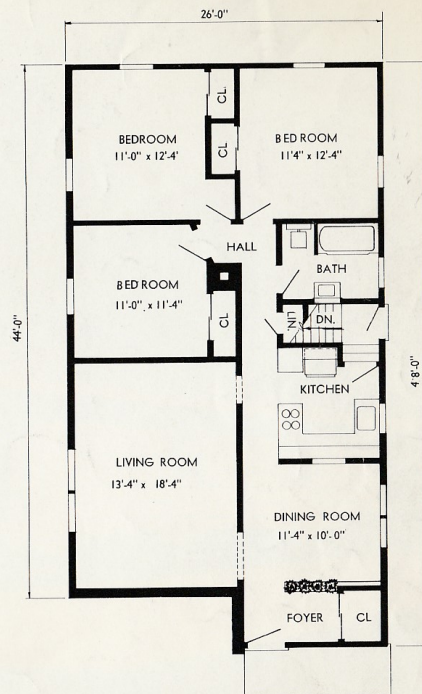 26'-0"
CL.
BEDROOM
11'-0" x 12'-4'
CL.
BED ROOM
11'4" x 12'-4"
HALL
BATH
BED ROOM
11'-0". x 11'-4"
CL
LIN.
DN.
44'-0"
4'8'-0"
KITCHEN
LIVING ROOM
13'-4" x 18'-4"
DINING ROOM
11'-4" x 10'-0"
FOYER
CL